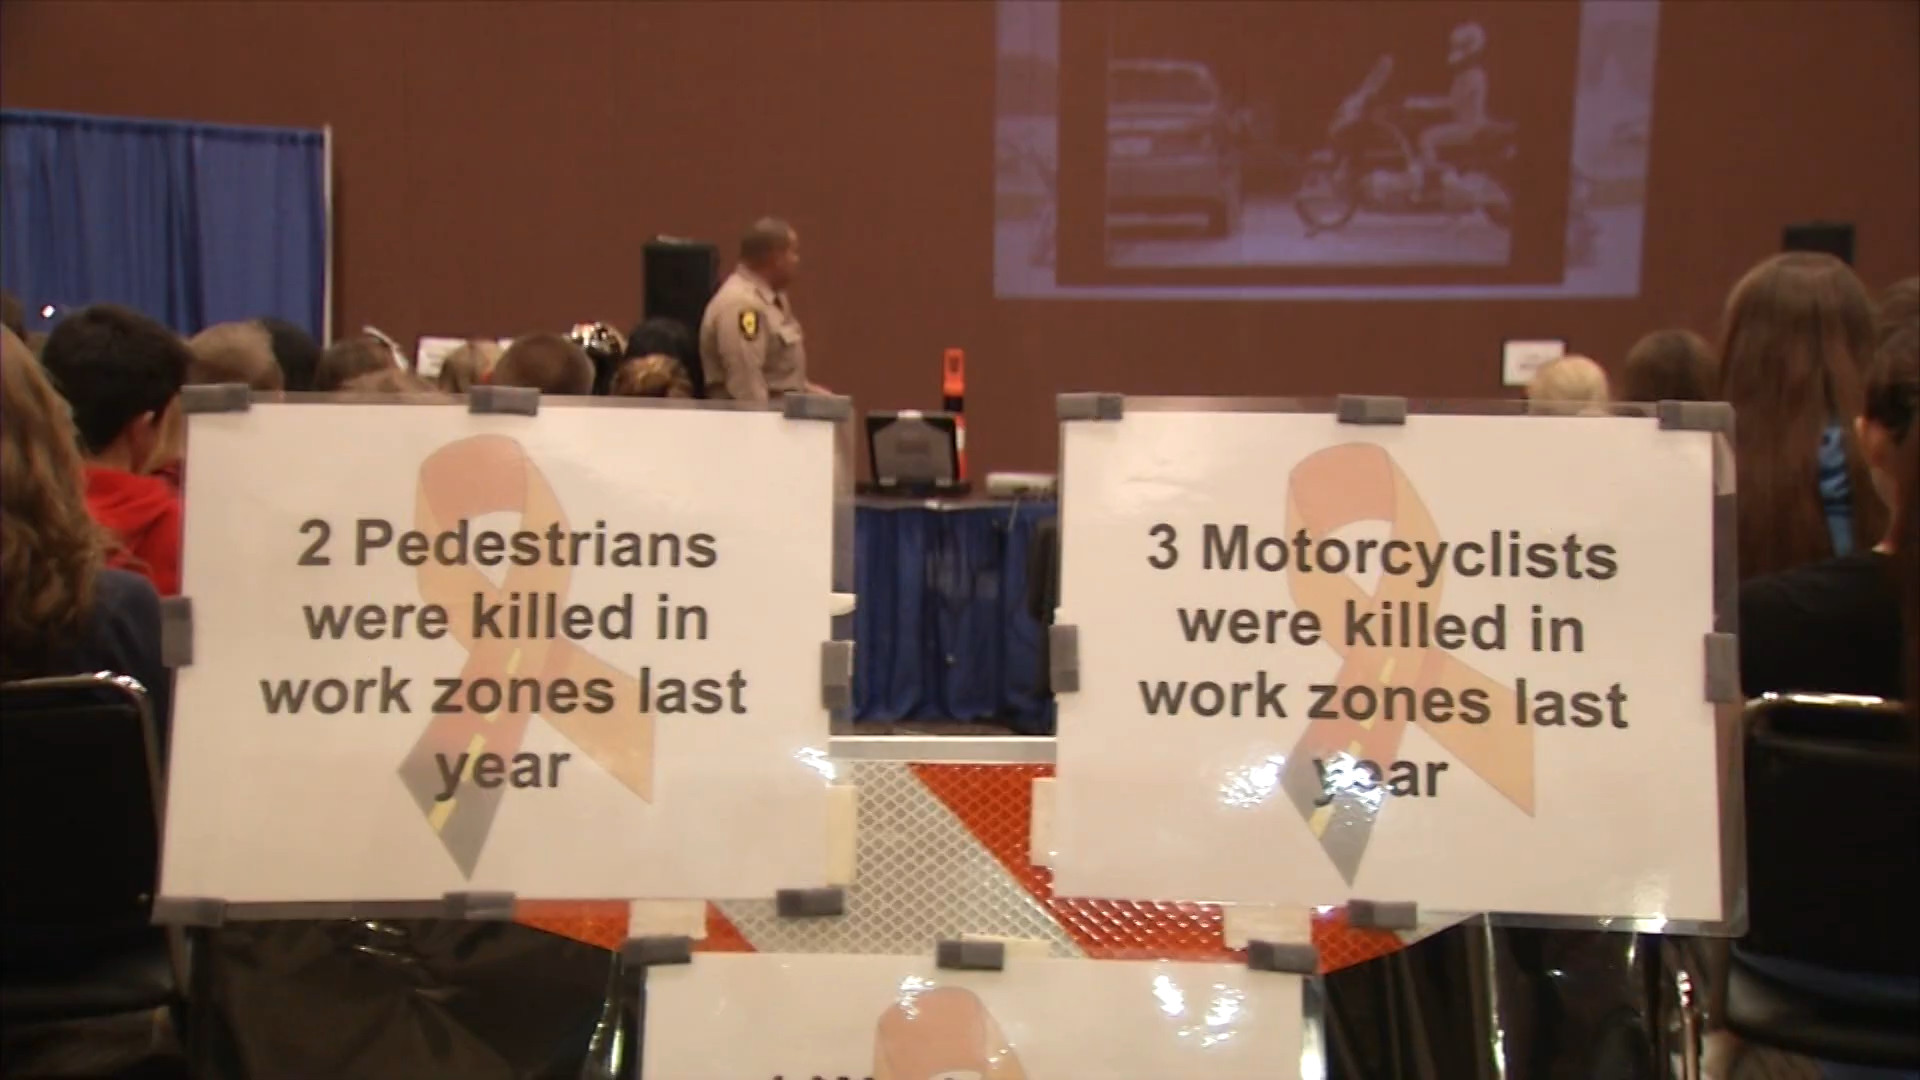 2 Pedestrians
were killed in
work zones last
year
3 Motorcyclists
were killed in
work zones last
year